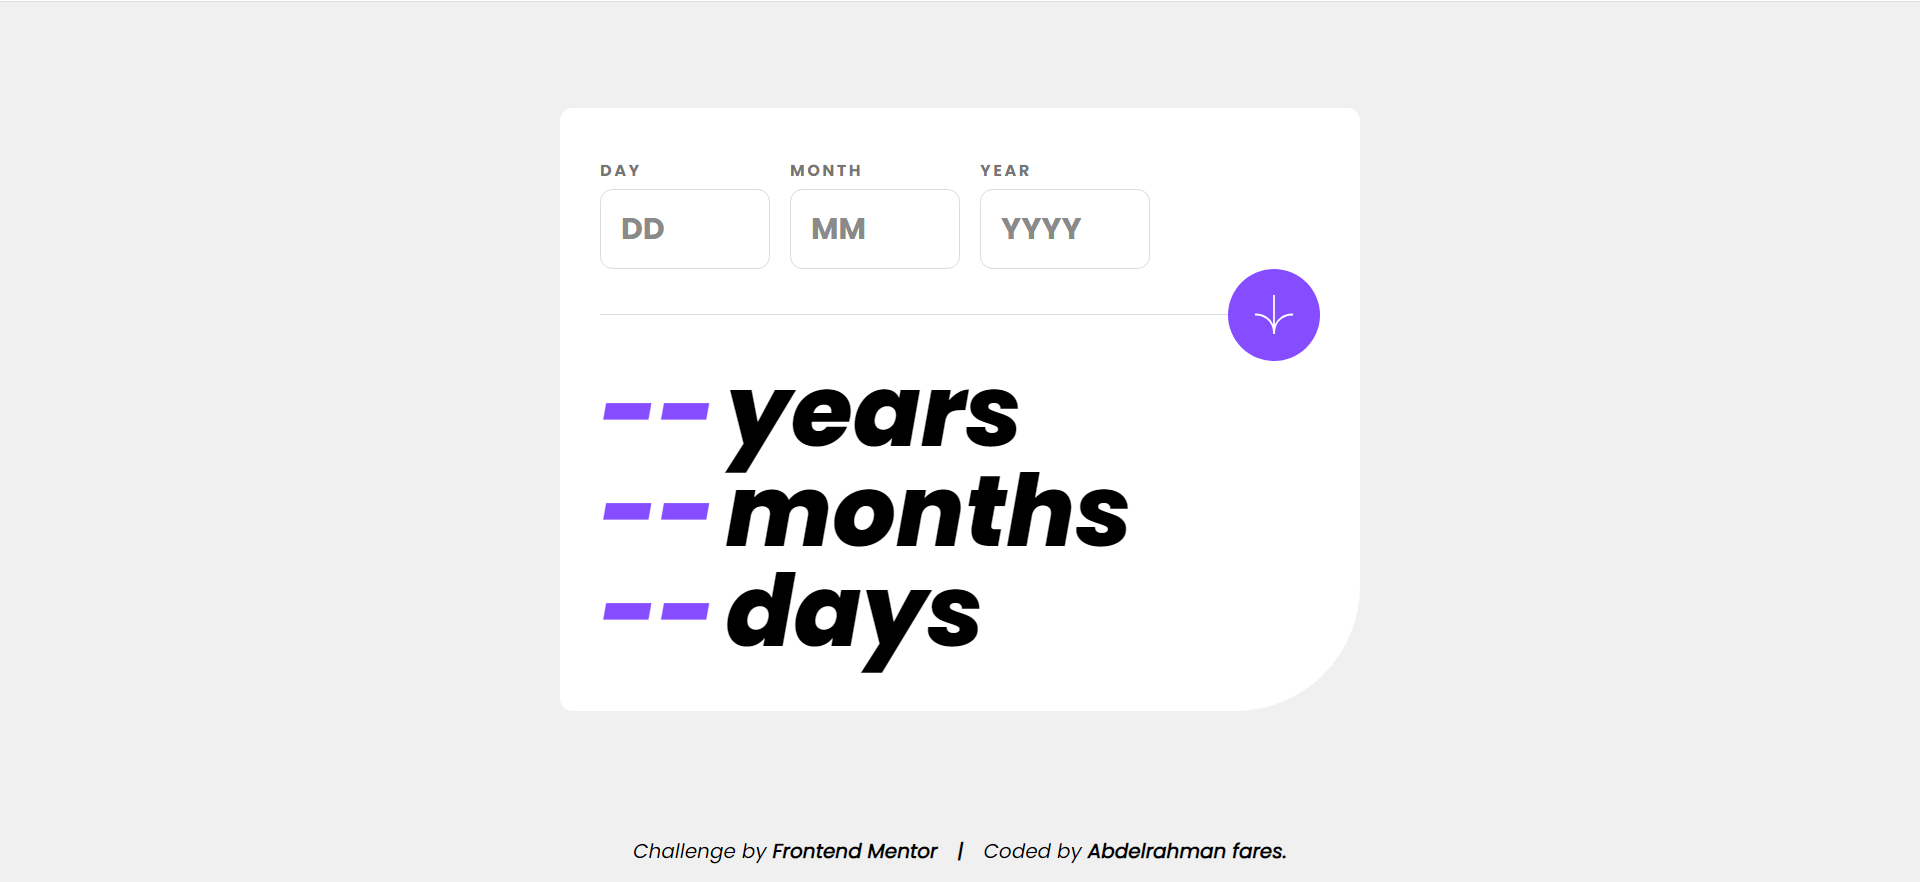 DAY MONTH YEAR
DD MM YYYY
-- years
-- months
-- days
Challenge by Frontend Mentor | Coded by Abdelrahman fares.